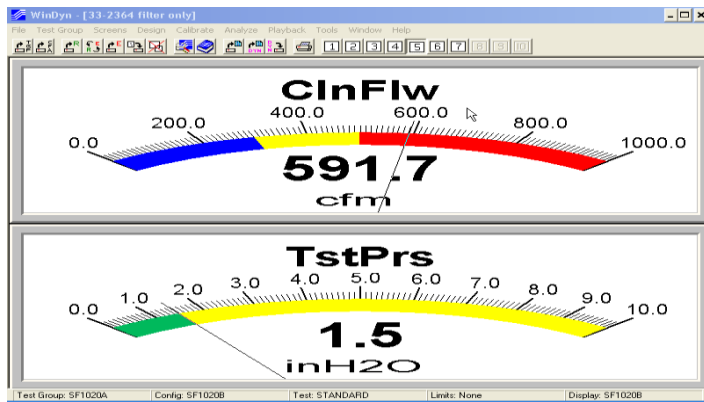 WinDyn - [33-2364 fitter only]
File Test Group Screens Design Calibrate Analyze Playback Tools Window Help
1 2 3 4 5 6 7 8 9 10
ClnFlw
0.0 200.0 400.0 600.0 800.0 1000.0
591.7
cfm
TstPrs
0.0 1.0 2.0 3.0 4.0 5.0 6.0 7.0 8.0 9.0 10.0
1.5
inH2O
Test Group: SF1020A Config: SF1020B Test: STANDARD Limits: None Display: SF1020B